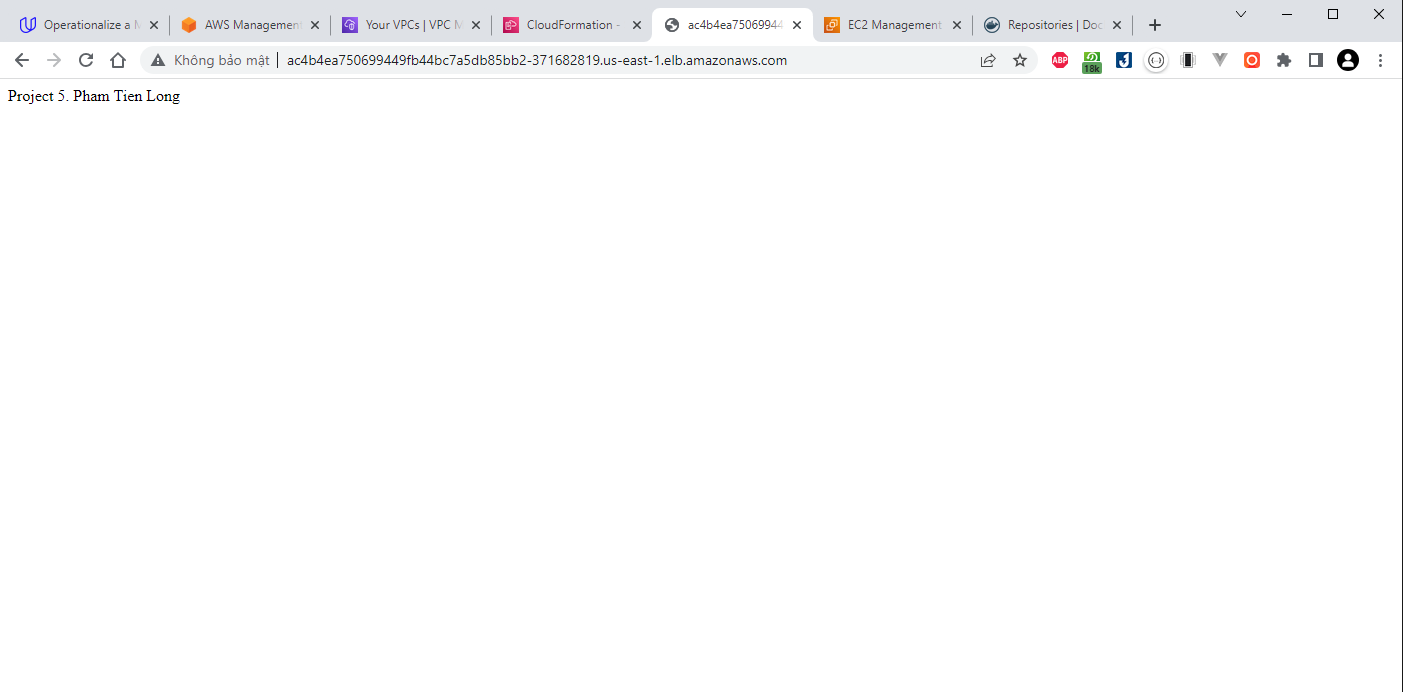 Operationalize a M
AWS Management
Your VPCs | VPC M
CloudFormation -
ac4b4ea75069944
EC2 Management
Repositories | Doc
Không bảo mật
ac4b4ea750699449fb44bc7a5db85bb2-371682819.us-east-1.elb.amazonaws.com
ABP
18k
Project 5. Pham Tien Long